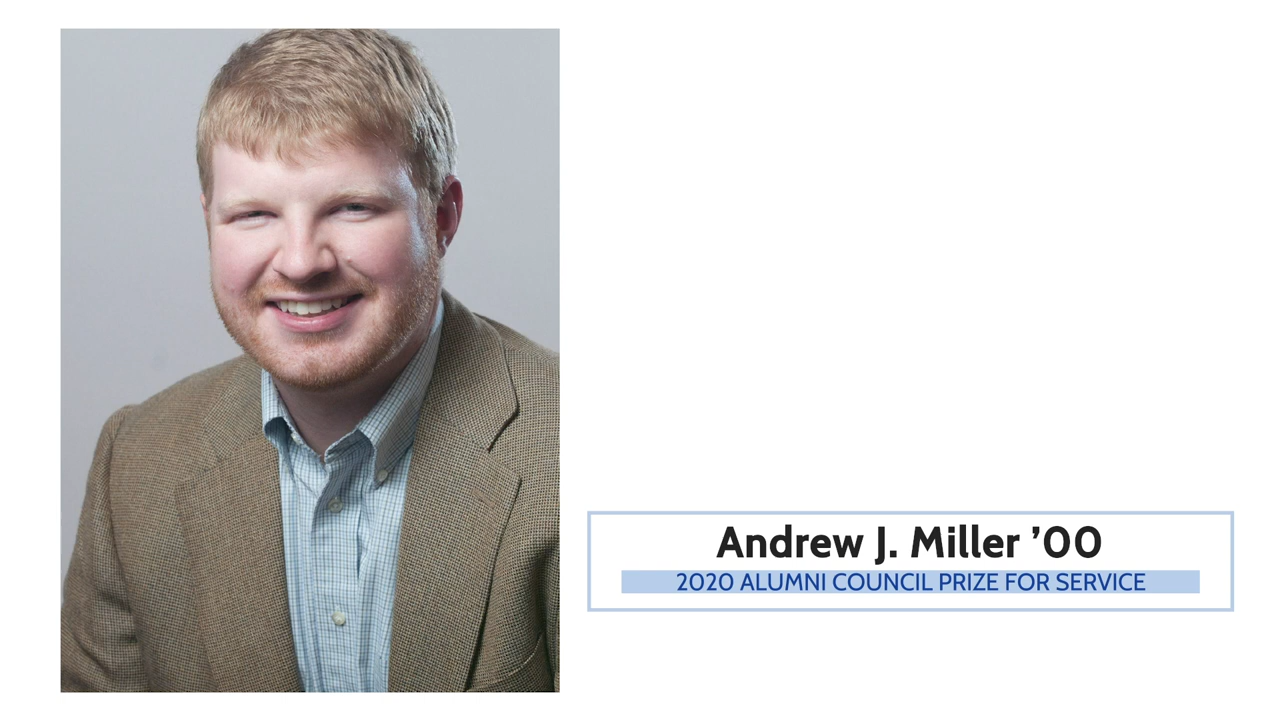 Andrew J. Miller ’00
2020 ALUMNI COUNCIL PRIZE FOR SERVICE